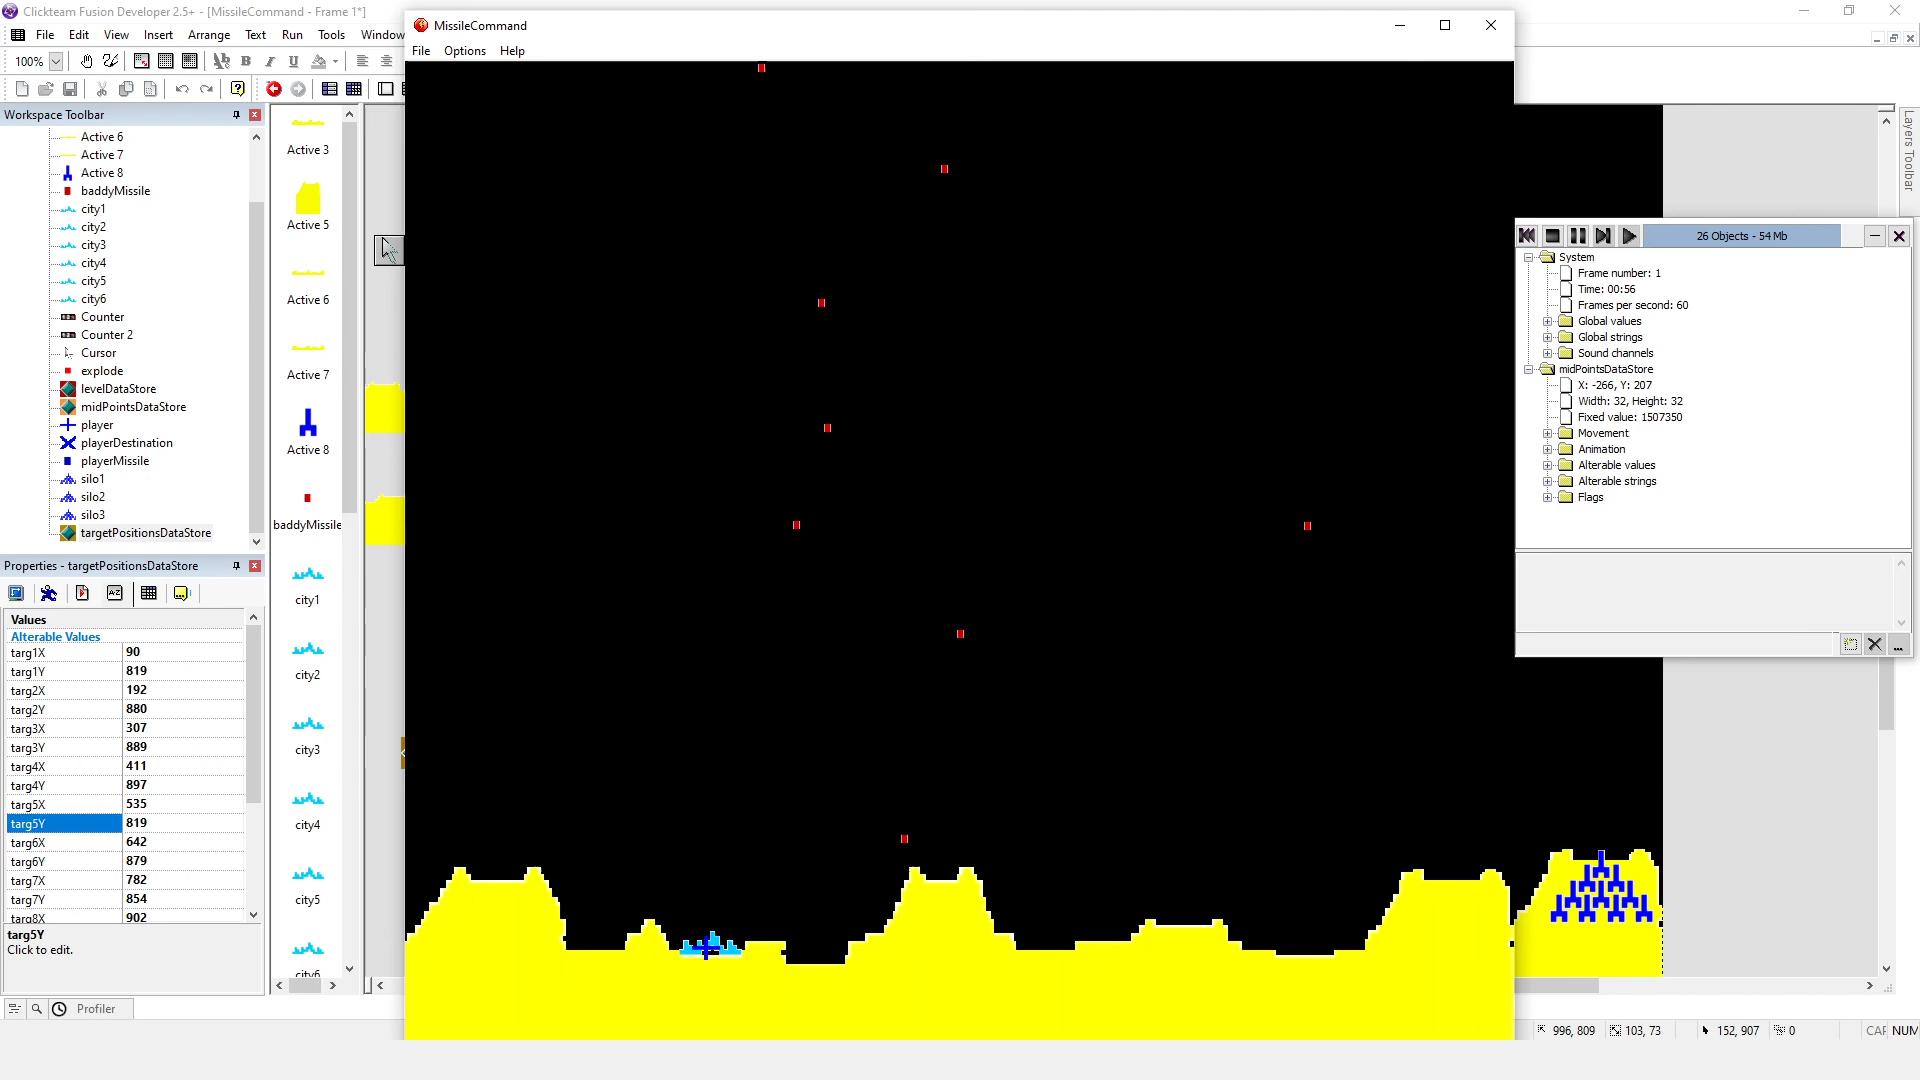 Clickteam Fusion Developer 2.5+ - [MissileCommand - Frame 1*]
File Edit View Insert Arrange Text Run Tools Window
100%
Workspace Toolbar
Active 6
Active 7
Active 8
baddyMissile
city1
city2
city3
city4
city5
city6
Counter
Counter 2
Cursor
explode
levelDataStore
midPointsDataStore
player
playerDestination
playerMissile
silo1
silo2
silo3
targetPositionsDataStore
Properties - targetPositionsDataStore
Values
Alterable Values
targ1X 90
targ1Y 819
targ2X 192
targ2Y 880
targ3X 307
targ3Y 889
targ4X 411
targ4Y 897
targ5X 535
targ5Y 819
targ6X 642
targ6Y 879
targ7X 782
targ7Y 854
targ8X 902
targ5Y
Click to edit.
Profiler
Active 3
Active 5
Active 6
Active 7
Active 8
baddyMissile
city1
city2
city3
city4
city5
city6
MissileCommand
File Options Help
Layers Toolbar
26 Objects - 54 Mb
System
Frame number: 1
Time: 00:56
Frames per second: 60
Global values
Global strings
Sound channels
midPointsDataStore
X: -266, Y: 207
Width: 32, Height: 32
Fixed value: 1507350
Movement
Animation
Alterable values
Alterable strings
Flags
...
996, 809 103, 73 152, 907 0 CAP NUM